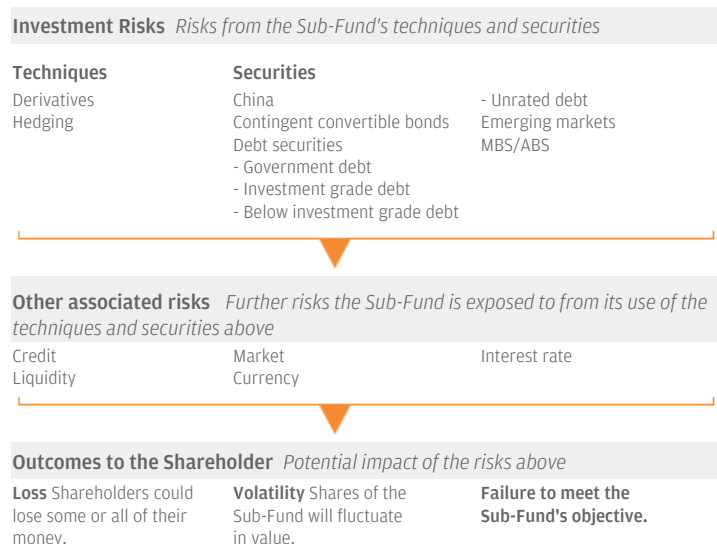 Investment Risks Risks from the Sub-Fund's techniques and securities
Techniques
Derivatives
Hedging
Securities
China
Contingent convertible bonds
Debt securities
- Government debt
- Investment grade debt
- Below investment grade debt
- Unrated debt
Emerging markets
MBS/ABS
Other associated risks Further risks the Sub-Fund is exposed to from its use of the
techniques and securities above
Credit
Liquidity
Market
Currency
Interest rate
Outcomes to the Shareholder Potential impact of the risks above
Loss Shareholders could
lose some or all of their
money.
Volatility Shares of the
Sub-Fund will fluctuate
in value.
Failure to meet the
Sub-Fund's objective.